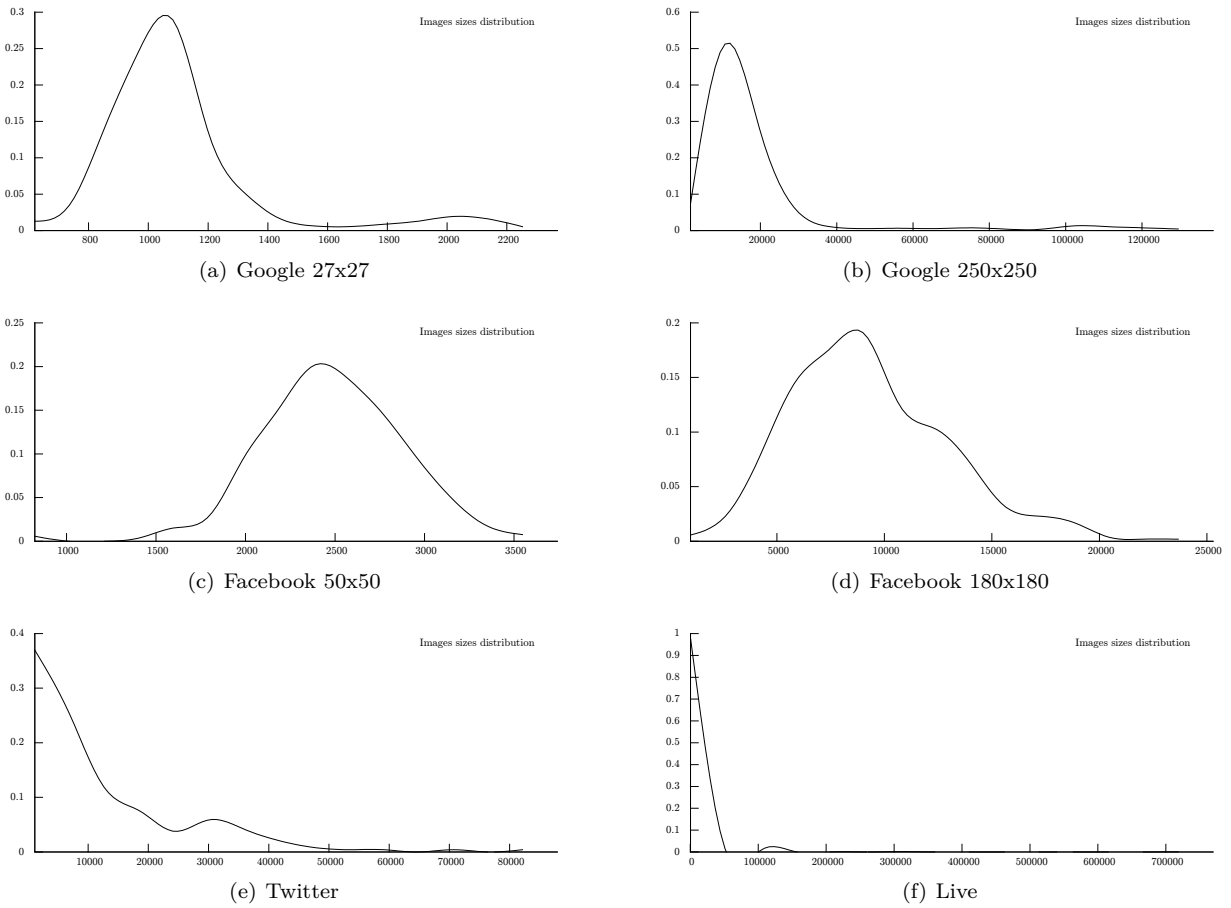 Images sizes distribution
0.3
0.25
0.2
0.15
0.1
0.05
0
800 1000 1200 1400 1600 1800 2000 2200
(a) Google 27x27
Images sizes distribution
0.6
0.5
0.4
0.3
0.2
0.1
0
20000 40000 60000 80000 100000 120000
(b) Google 250x250
Images sizes distribution
0.25
0.2
0.15
0.1
0.05
0
1000 1500 2000 2500 3000 3500
(c) Facebook 50x50
Images sizes distribution
0.2
0.15
0.1
0.05
0
5000 10000 15000 20000 25000
(d) Facebook 180x180
Images sizes distribution
0.4
0.3
0.2
0.1
0
10000 20000 30000 40000 50000 60000 70000 80000
(e) Twitter
Images sizes distribution
1
0.9
0.8
0.7
0.6
0.5
0.4
0.3
0.2
0.1
0
0 100000 200000 300000 400000 500000 600000 700000
(f) Live